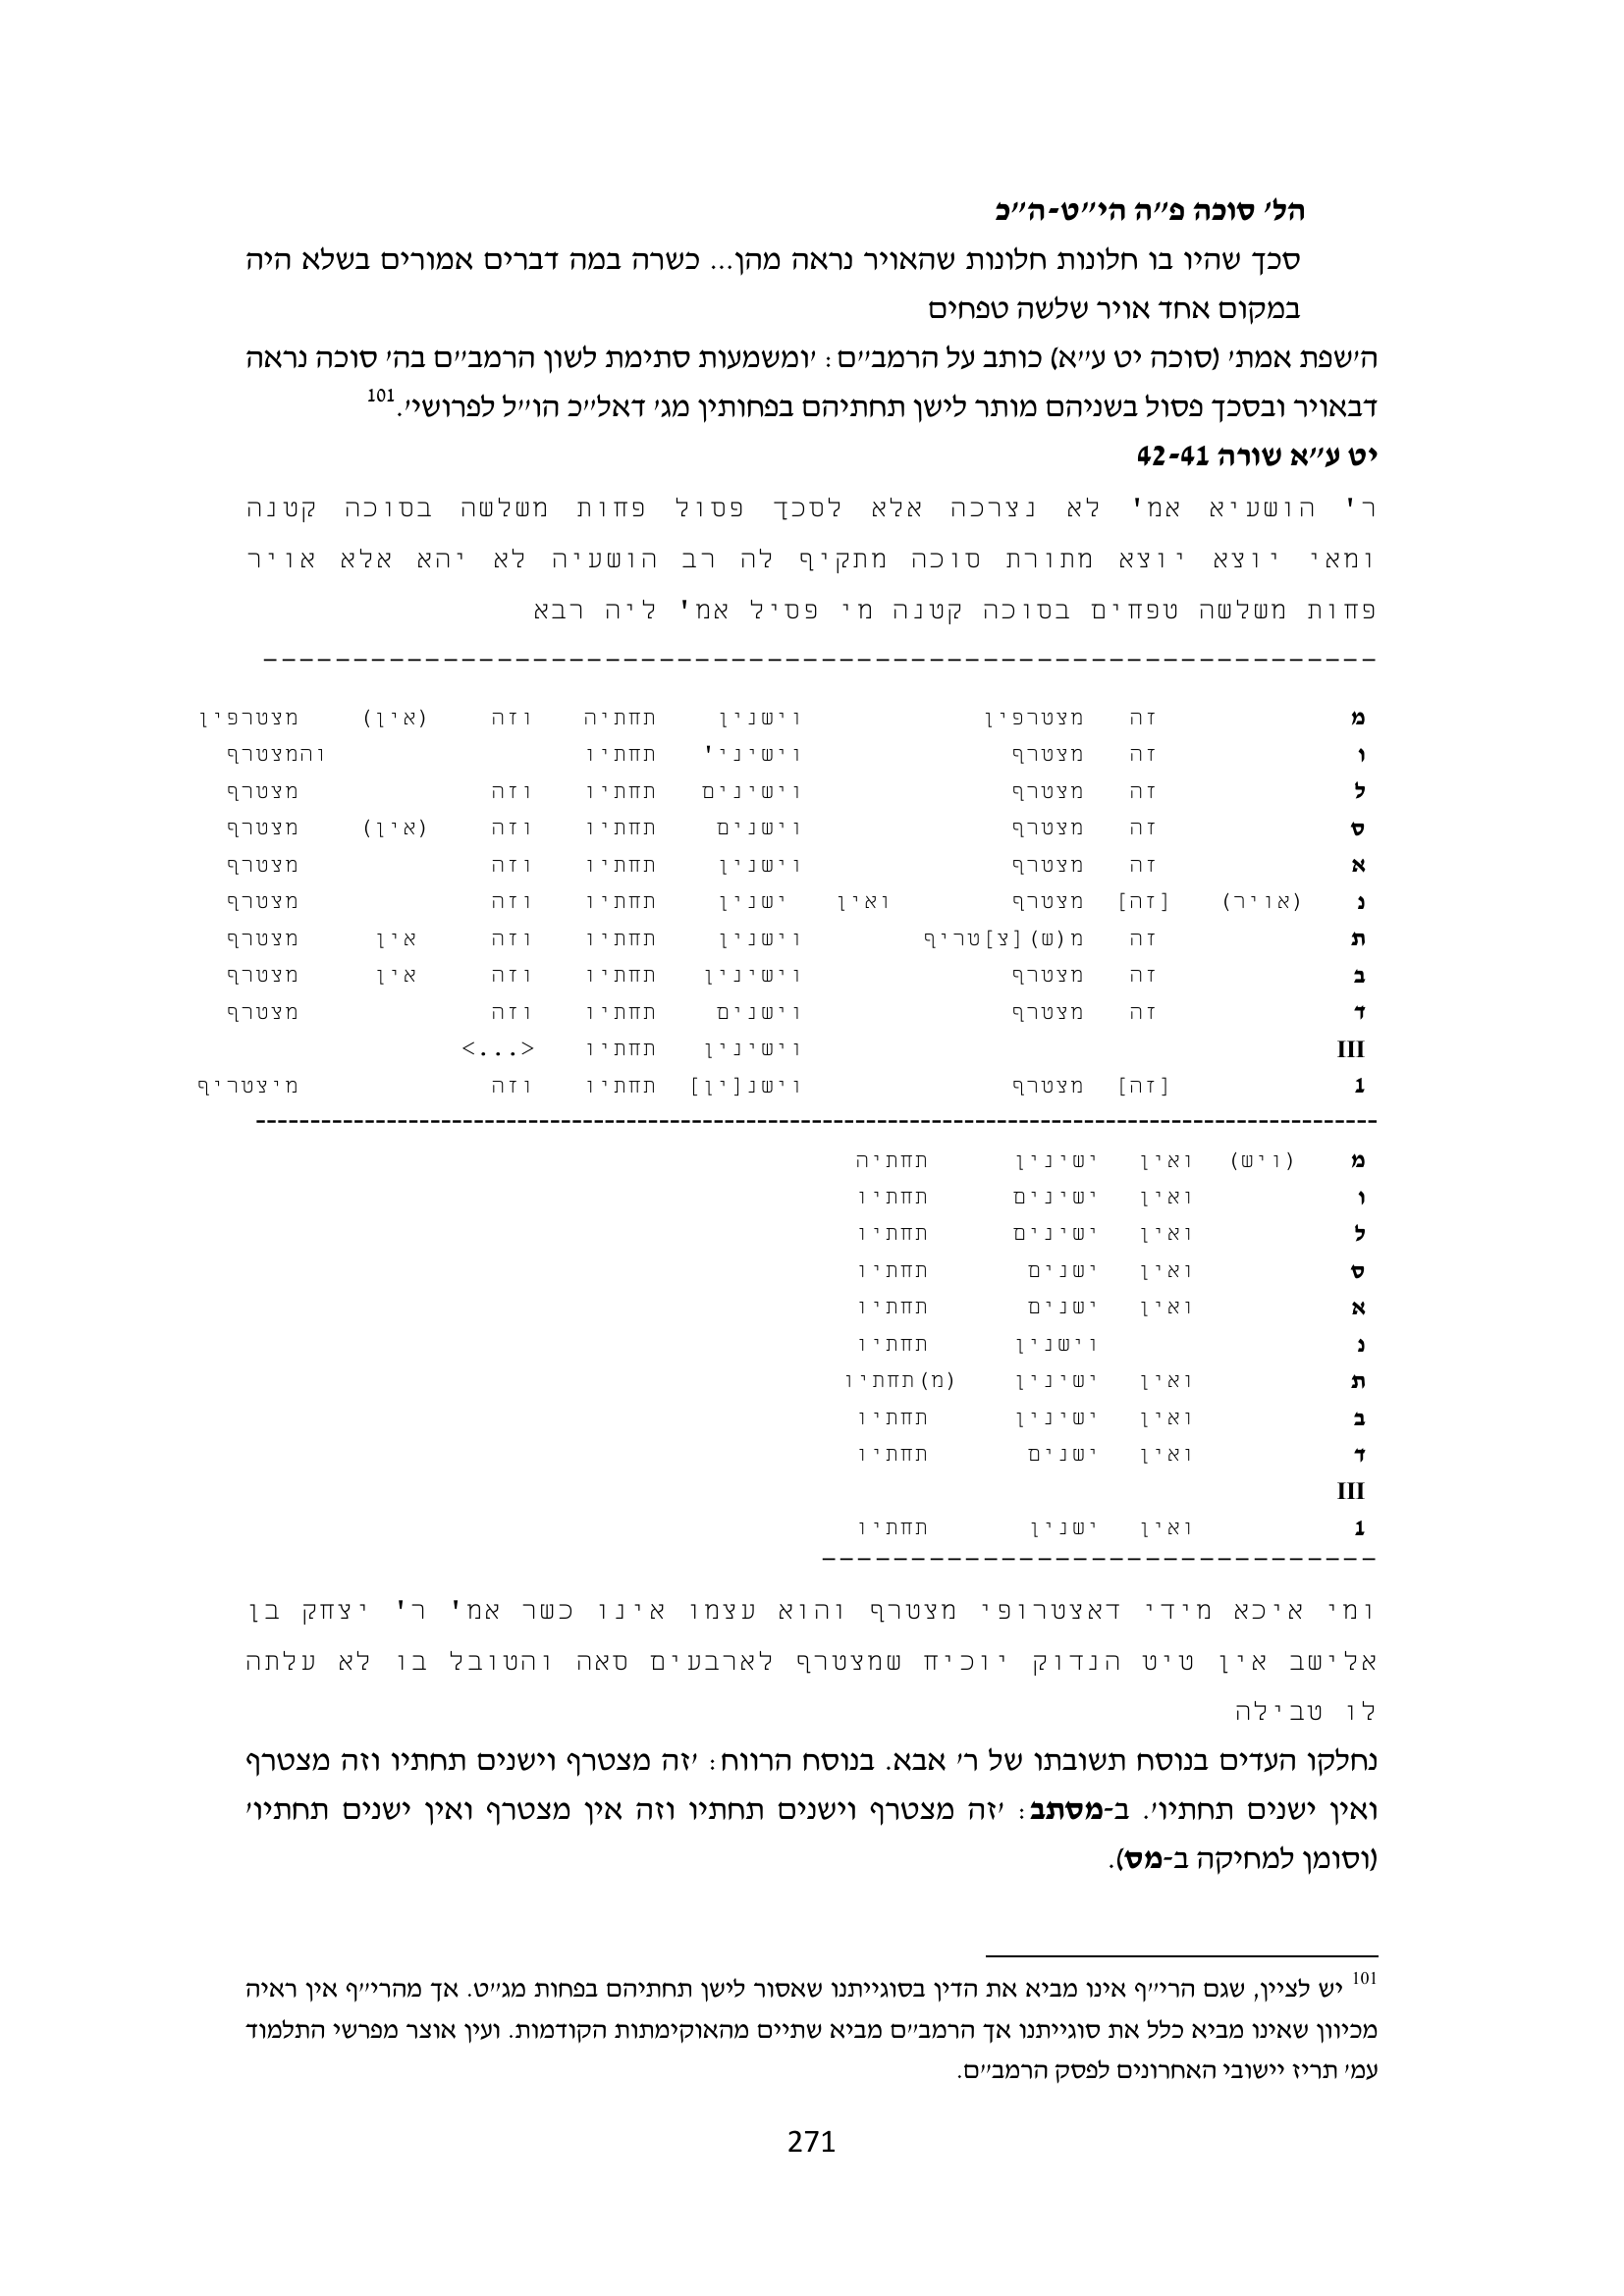 הל' סוכה פ"ה הי"ט-ה"כ
סכך שהיו בו חלונות חלונות שהאויר נראה מהן... כשרה במה דברים אמורים בשלא היה
במקום אחד אויר שלשה טפחים
ה'שפת אמת' (סוכה יט ע"א) כותב על הרמב"ם: 'ומשמעות סתימת לשון הרמב"ם בה' סוכה נראה
דבאויר ובסכך פסול בשניהם מותר לישן תחתיהם בפחותין מג' דאל"כ הו"ל לפרושי'.101
יט ע"א שורה 42-41
ר' הושעיא אמ' לא נצרכה אלא לסכך פסול פחות משלשה בסוכה קטנה
ומאי יוצא יוצא מתורת סוכה מתקיף לה רב הושעיה לא יהא אלא אויר
פחות משלשה טפחים בסוכה קטנה מי פסיל אמ' ליה רבא
מ זה מצטרפין וישנין תחתיה וזה (אין) מצטרפין
ו זה מצטרף וישיני' תחתיו והמצטרף
ל זה מצטרף וישינים תחתיו וזה מצטרף
ס זה מצטרף וישנים תחתיו וזה (אין) מצטרף
א זה מצטרף וישנין תחתיו וזה מצטרף
נ (אויר) [זה] מצטרף ואין ישנין תחתיו וזה מצטרף
ת זה מ(ש)[צ]טריף וישנין תחתיו וזה אין מצטרף
ב זה מצטרף וישינין תחתיו וזה אין מצטרף
ד זה מצטרף וישנים תחתיו וזה מצטרף
III וישינין תחתיו <...>
1 [זה] מצטרף וישנ[ין] תחתיו וזה מיצטריף
מ (ויש) ואין ישינין תחתיה
ו ואין ישינים תחתיו
ל ואין ישינים תחתיו
ס ואין ישנים תחתיו
א ואין ישנים תחתיו
נ וישנין תחתיו
ת ואין ישינין (מ)תחתיו
ב ואין ישינין תחתיו
ד ואין ישנים תחתיו
III
1 ואין ישנין תחתיו
ומי איכא מידי דאצטרופי מצטרף והוא עצמו אינו כשר אמ' ר' יצחק בן
אלישב אין טיט הנדוק יוכיח שמצטרף לארבעים סאה והטובל בו לא עלתה
לו טבילה
נחלקו העדים בנוסח תשובתו של ר' אבא. בנוסח הרווח: 'זה מצטרף וישנים תחתיו וזה מצטרף
ואין ישנים תחתיו'. ב-מסתב: 'זה מצטרף וישנים תחתיו וזה אין מצטרף ואין ישנים תחתיו'
(וסומן למחיקה ב-מס).
101 יש לציין, שגם הרי"ף אינו מביא את הדין בסוגייתנו שאסור לישן תחתיהם בפחות מג"ט. אך מהרי"ף אין ראיה
מכיוון שאינו מביא כלל את סוגייתנו אך הרמב"ם מביא שתיים מהאוקימתות הקודמות. ועין אוצר מפרשי התלמוד
עמ' תריז יישובי האחרונים לפסק הרמב"ם.
271